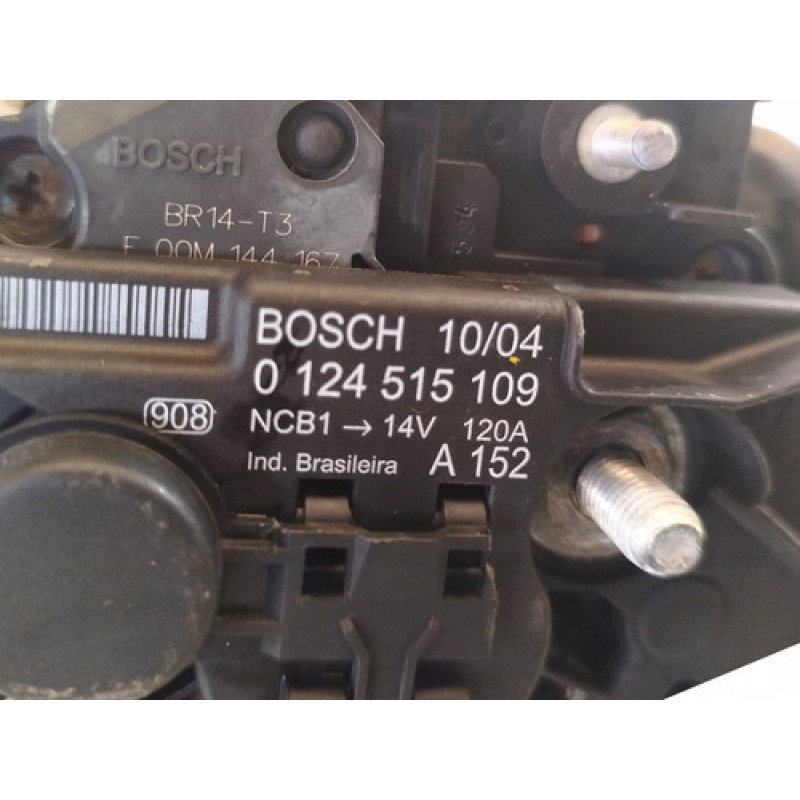 BOSCH
BR14-T3
F 00M 144 167
584
BOSCH 10/04
0 124 515 109
908
NCB1 → 14V 120A
Ind. Brasileira A 152